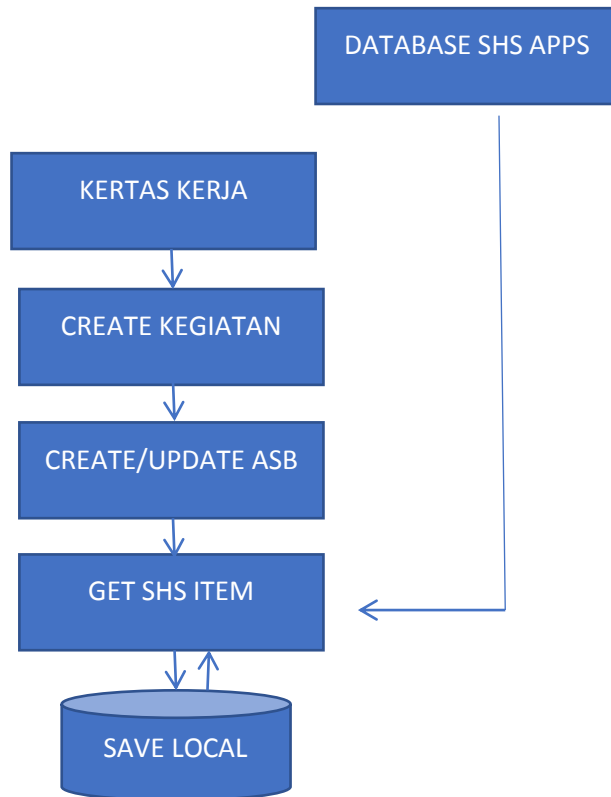 DATABASE SHS APPS
KERTAS KERJA
CREATE KEGIATAN
CREATE/UPDATE ASB
GET SHS ITEM
SAVE LOCAL